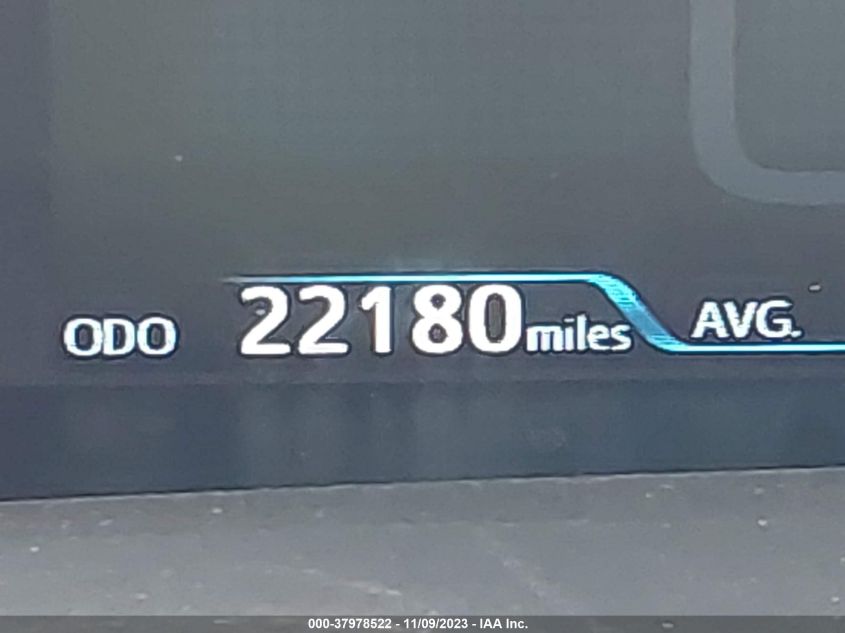 ODO 22180 miles AVG.
000-37978522 - 11/09/2023 - IAA Inc.